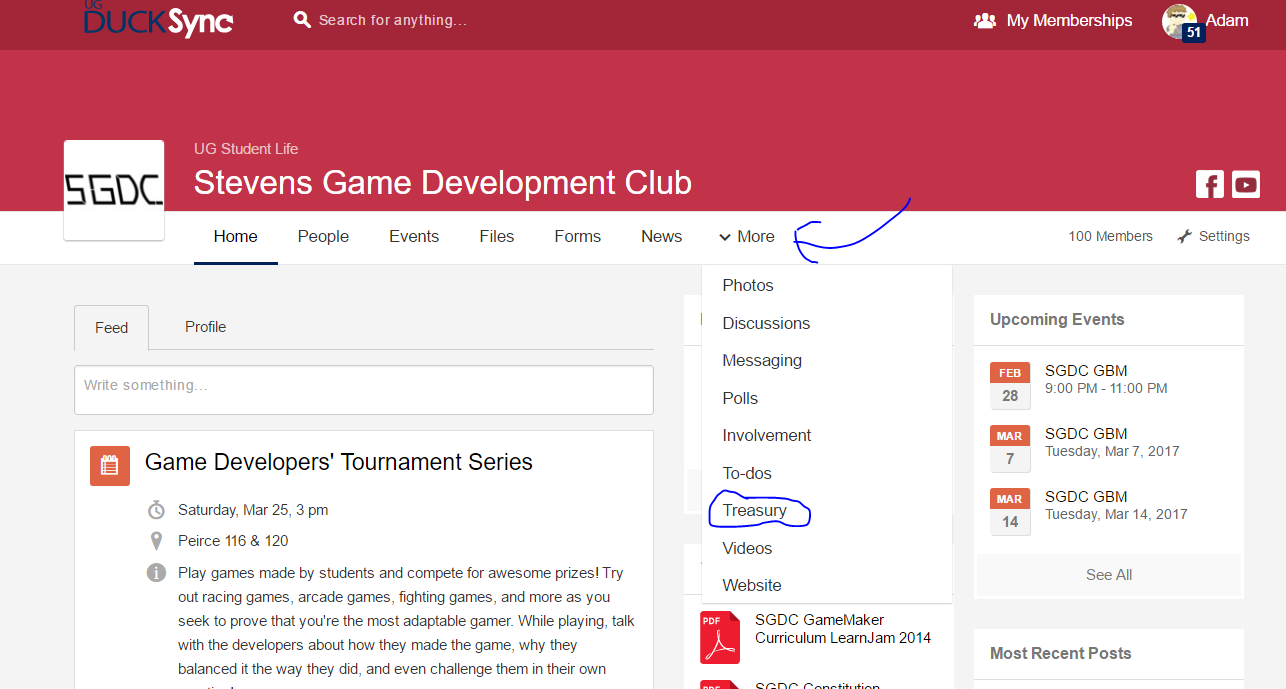 UG
DUCKSync
Search for anything...
My Memberships
51
Adam
UG Student Life
SGDC
Stevens Game Development Club
Home
People
Events
Files
Forms
News
More
100 Members
Settings
Photos
Discussions
Messaging
Polls
Involvement
To-dos
Treasury
Videos
Website
Feed
Profile
Write something...
Game Developers' Tournament Series
Saturday, Mar 25, 3 pm
Peirce 116 & 120
Play games made by students and compete for awesome prizes! Try
out racing games, arcade games, fighting games, and more as you
seek to prove that you're the most adaptable gamer. While playing, talk
with the developers about how they made the game, why they
balanced it the way they did, and even challenge them in their own
PDF
SGDC GameMaker
Curriculum LearnJam 2014
PDF
SGDC Constitution
Upcoming Events
FEB
28
SGDC GBM
9:00 PM - 11:00 PM
MAR
7
SGDC GBM
Tuesday, Mar 7, 2017
MAR
14
SGDC GBM
Tuesday, Mar 14, 2017
See All
Most Recent Posts